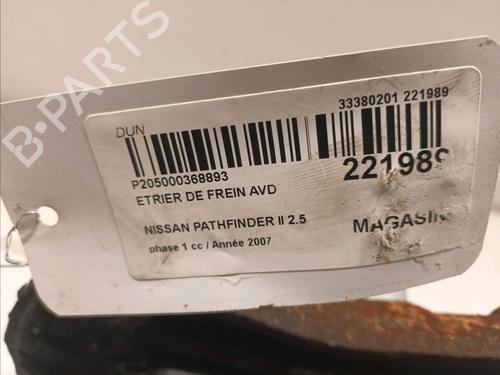 B-PARTS
DUN
33380201 221989
P205000368893
221989
ETRIER DE FREIN AVD
NISSAN PATHFINDER II 2.5
MAGASIN
phase 1 cc / Année 2007